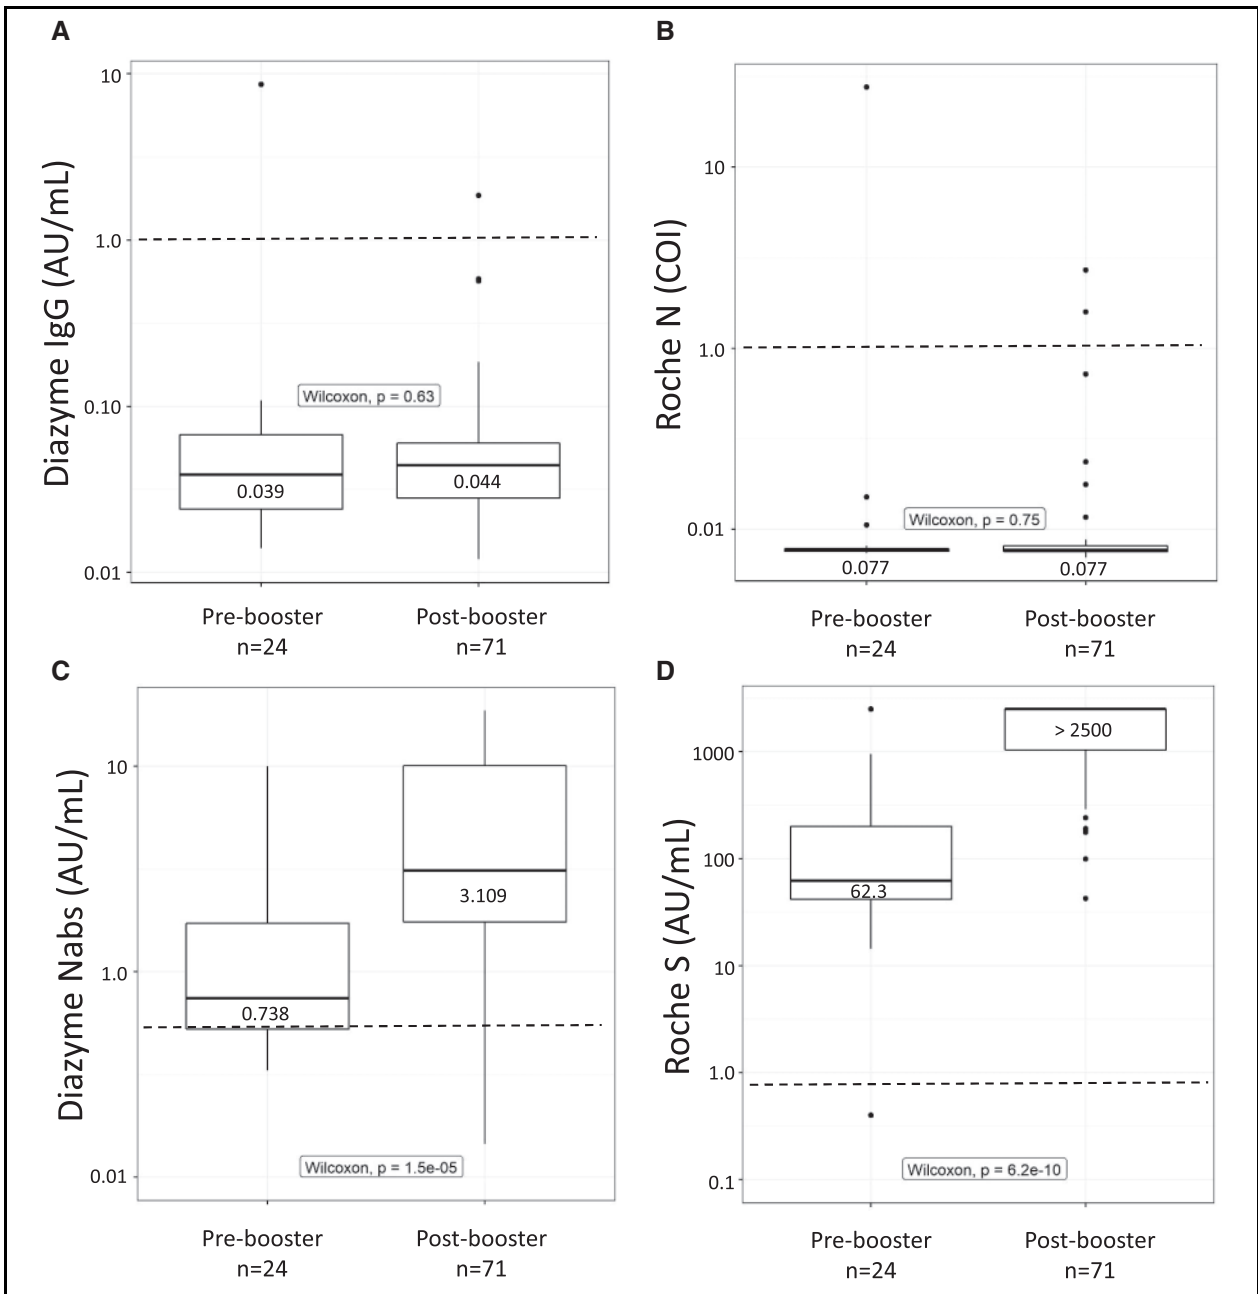 A
Diazyme IgG (AU/mL)
10
1.0
0.10
0.01
Wilcoxon, p = 0.63
0.039
0.044
Pre-booster
n=24
Post-booster
n=71
B
Roche N (COI)
10
1.0
0.01
Wilcoxon, p = 0.75
0.077
0.077
Pre-booster
n=24
Post-booster
n=71
C
Diazyme Nabs (AU/mL)
10
1.0
0.01
0.738
3.109
Wilcoxon, p = 1.5e-05
Pre-booster
n=24
Post-booster
n=71
D
Roche S (AU/mL)
1000
100
10
1.0
0.1
62.3
> 2500
Wilcoxon, p = 6.2e-10
Pre-booster
n=24
Post-booster
n=71